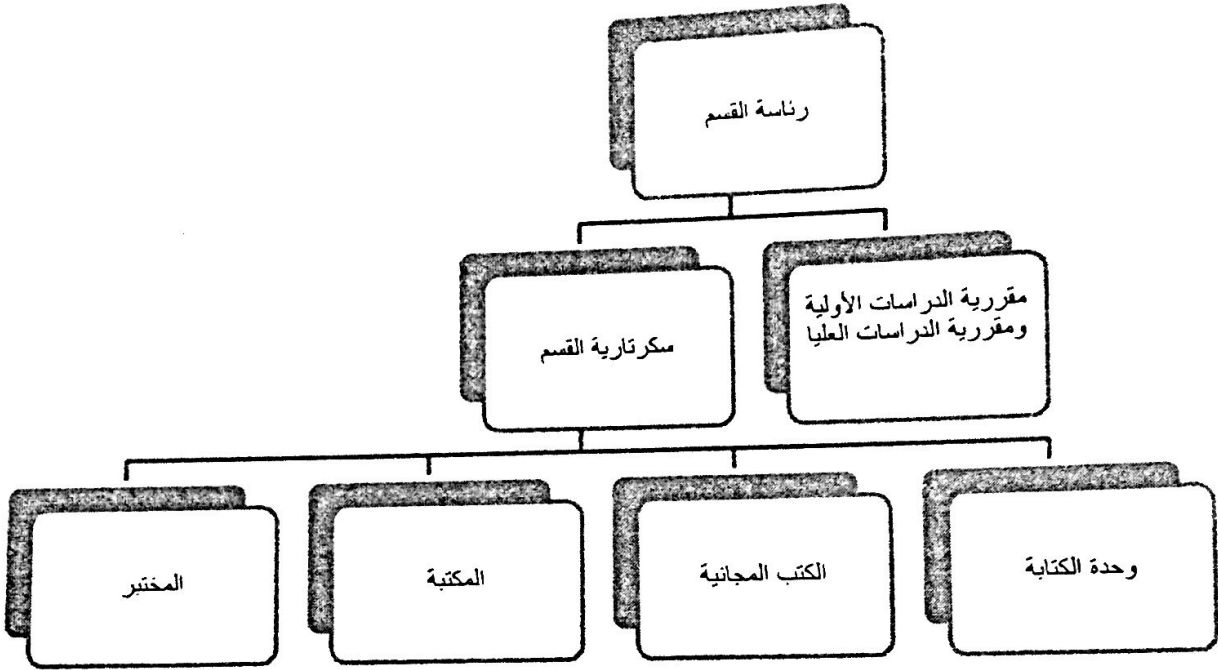 رئاسة القسم
مقررية الدراسات الأولية
ومقررية الدراسات العليا
سكرتارية القسم
وحدة الكتابة
الكتب المجانية
المكتبة
المختبر